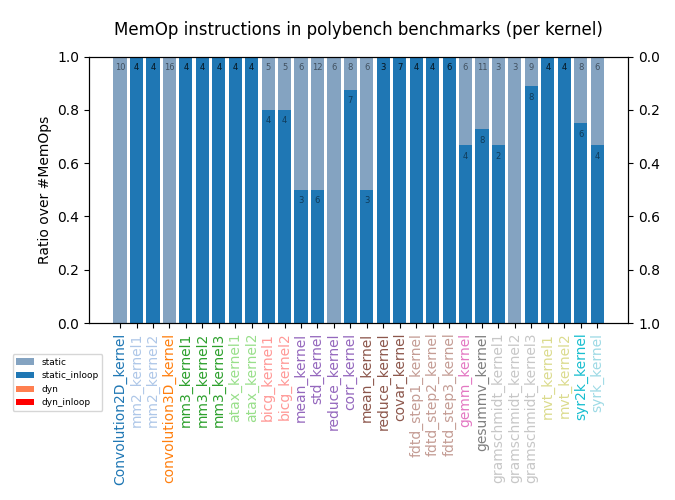 MemOp instructions in polybench benchmarks (per kernel)
Ratio over #MemOps
1.0
0.8
0.6
0.4
0.2
0.0
0.0
0.2
0.4
0.6
0.8
1.0
10 4 4 16 4 4 4 4 4 5 5 6 12 6 8 6 3 7 4 4 6 6 11 3 3 9 4 4 8 6
4 4 3 6 7 3 4 8 2 8 6 4
Convolution2D_kernel
mm2_kernel1
mm2_kernel2
convolution3D_kernel
mm3_kernel1
mm3_kernel2
mm3_kernel3
atax_kernel1
atax_kernel2
bicg_kernel1
bicg_kernel2
mean_kernel
std_kernel
reduce_kernel
corr_kernel
mean_kernel
reduce_kernel
covar_kernel
fdtd_step1_kernel
fdtd_step2_kernel
fdtd_step3_kernel
gemm_kernel
gesummv_kernel
gramschmidt_kernel1
gramschmidt_kernel2
gramschmidt_kernel3
mvt_kernel1
mvt_kernel2
syr2k_kernel
syrk_kernel
static
static_inloop
dyn
dyn_inloop